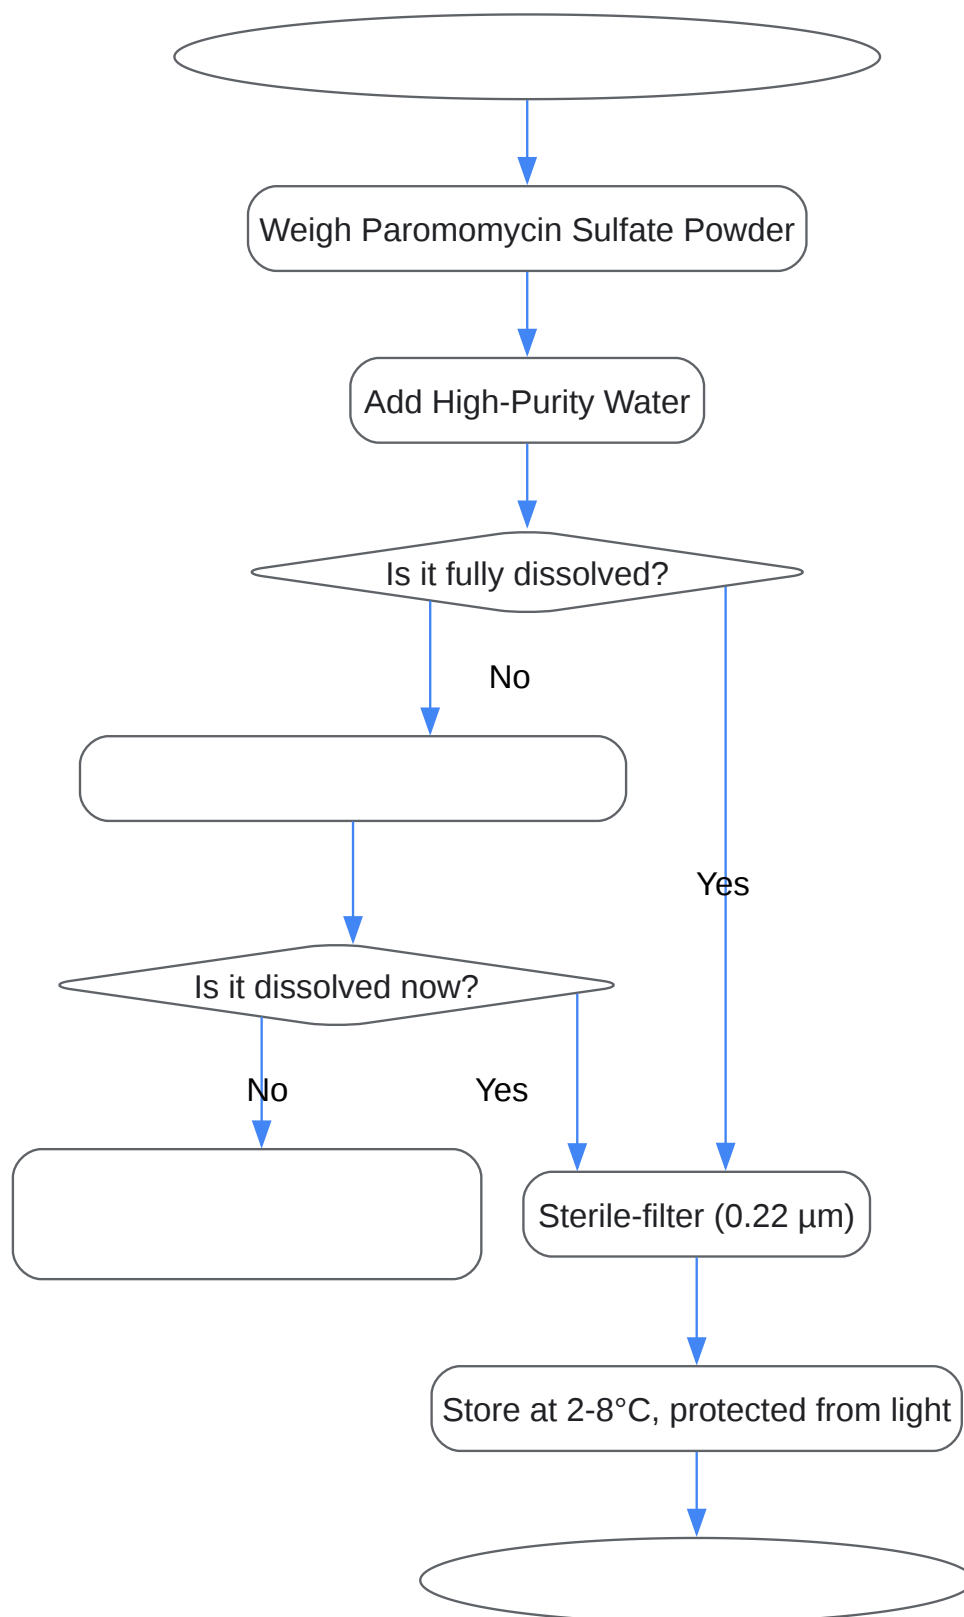 Weigh Paromomycin Sulfate Powder
Add High-Purity Water
Is it fully dissolved?
No
Yes
Is it dissolved now?
No
Yes
Sterile-filter (0.22 µm)
Store at 2-8°C, protected from light